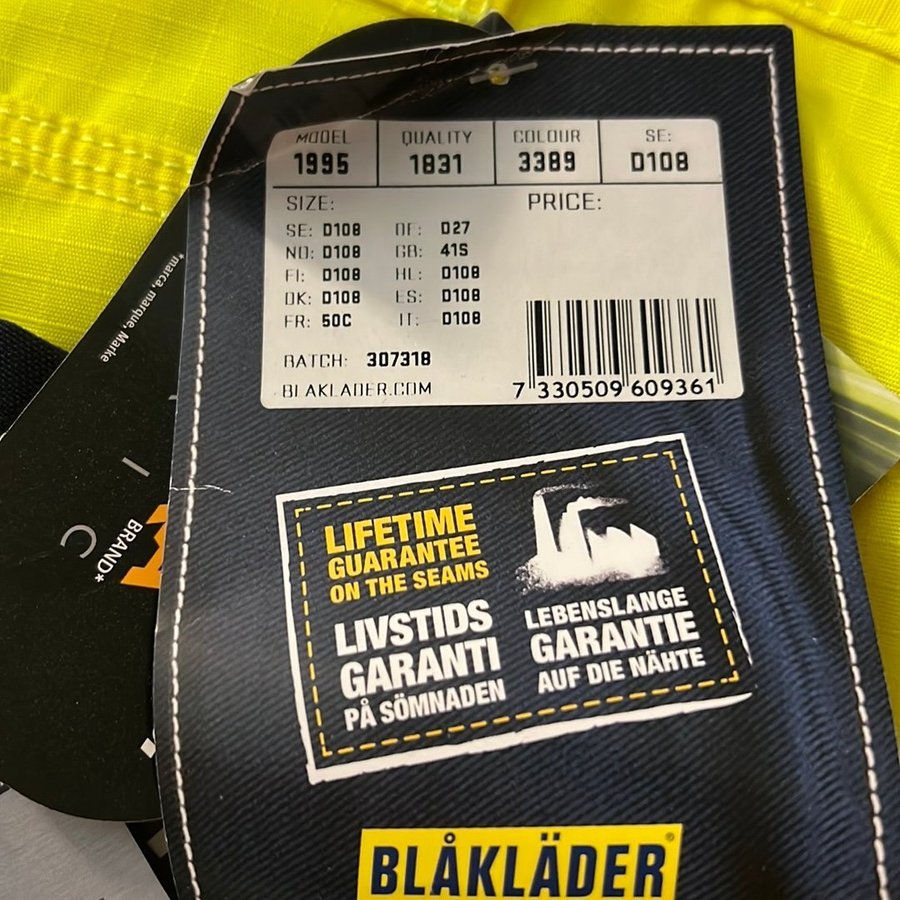 MODEL QUALITY COLOUR SE:
1995 1831 3389 D108
SIZE: PRICE:
SE: D108 DE: D27
NO: D108 GB: 41S
FI: D108 NL: D108
DK: D108 ES: D108
FR: 50C IT: D108
BATCH: 307318
BLAKLADER.COM
7 330509 609361
LIFETIME
GUARANTEE
ON THE SEAMS
LIVSTIDS
GARANTI
PÅ SÖMNADEN
LEBENSLANGE
GARANTIE
AUF DIE NÄHTE
BLÅKLÄDER®
*marca, marque, Marke
BRAND*